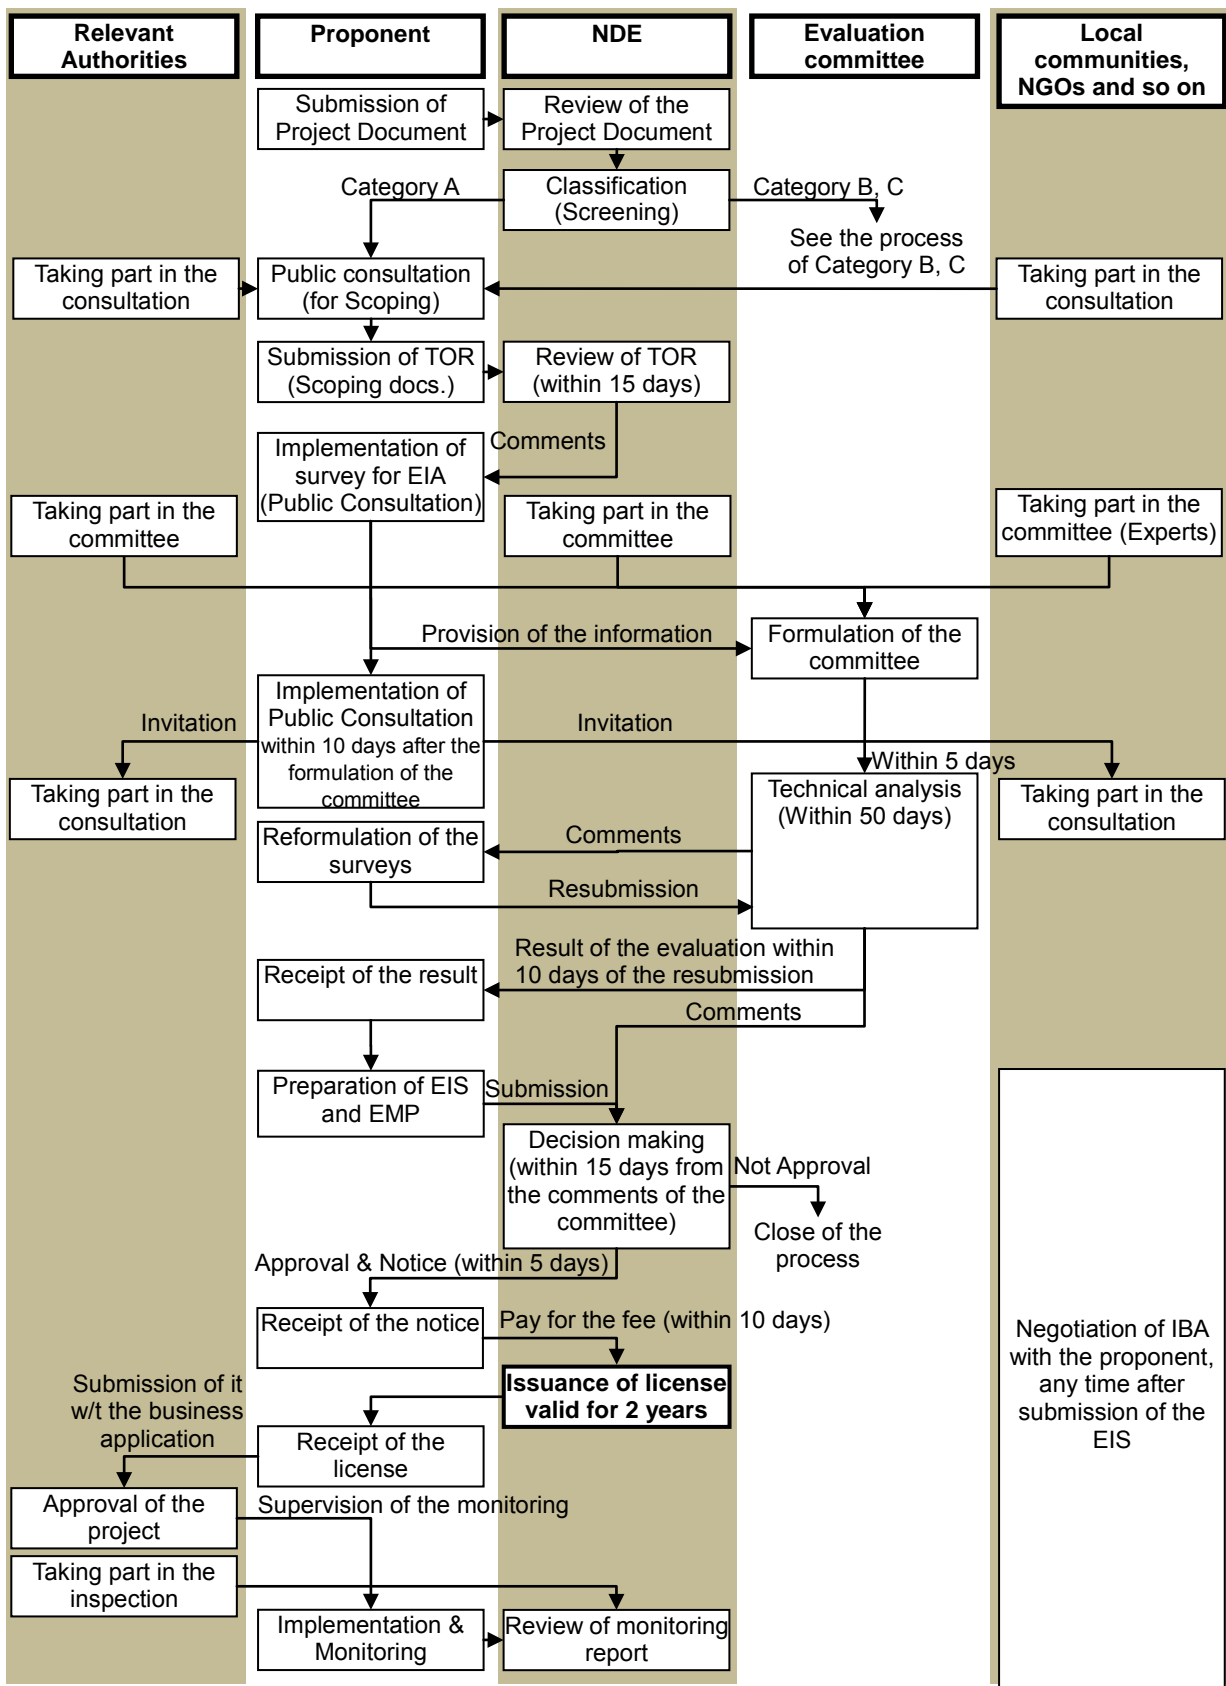 Relevant
Authorities
Proponent
NDE
Evaluation
committee
Local
communities,
NGOs and so on
Submission of
Project Document
Review of the
Project Document
Category A
Classification
(Screening)
Category B, C
See the process
of Category B, C
Taking part in the
consultation
Public consultation
(for Scoping)
Taking part in the
consultation
Submission of TOR
(Scoping docs.)
Review of TOR
(within 15 days)
Comments
Implementation of
survey for EIA
(Public Consultation)
Taking part in the
committee
Taking part in the
committee
Taking part in the
committee (Experts)
Provision of the information
Formulation of the
committee
Implementation of
Public Consultation
within 10 days after the
formulation of the
committee
Invitation
Invitation
Within 5 days
Taking part in the
consultation
Technical analysis
(Within 50 days)
Taking part in the
consultation
Reformulation of the
surveys
Comments
Resubmission
Result of the evaluation within
10 days of the resubmission
Receipt of the result
Comments
Preparation of EIS
and EMP
Submission
Decision making
(within 15 days from
the comments of the
committee)
Not Approval
Close of the
process
Approval & Notice (within 5 days)
Receipt of the notice
Pay for the fee (within 10 days)
Issuance of license
valid for 2 years
Negotiation of IBA
with the proponent,
any time after
submission of the
EIS
Submission of it
w/t the business
application
Receipt of the
license
Approval of the
project
Supervision of the monitoring
Taking part in the
inspection
Implementation &
Monitoring
Review of monitoring
report